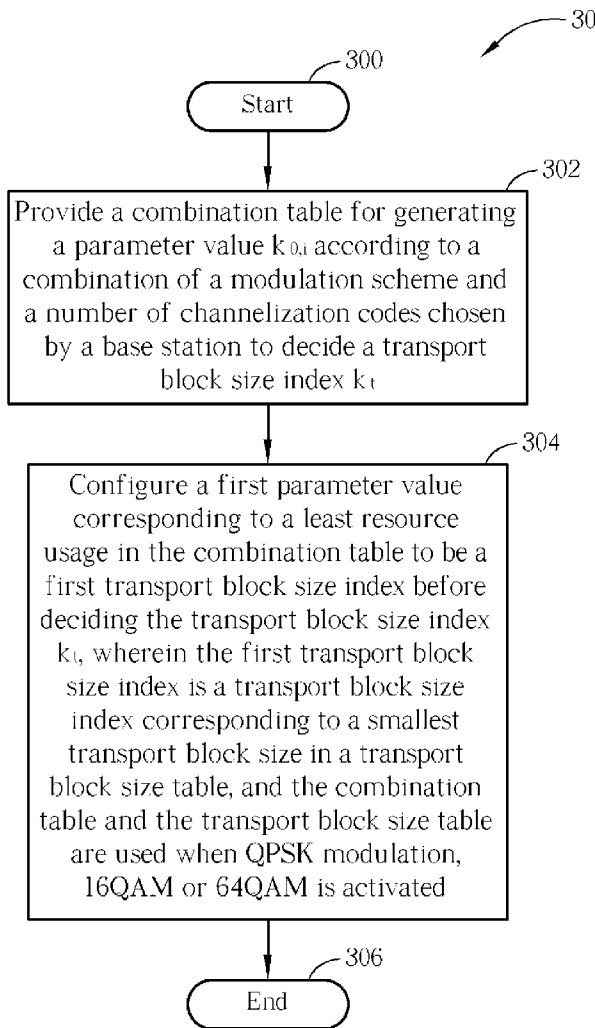 30
300
Start
302
Provide a combination table for generating
a parameter value k0,i according to a
combination of a modulation scheme and
a number of channelization codes chosen
by a base station to decide a transport
block size index kt
304
Configure a first parameter value
corresponding to a least resource
usage in the combination table to be a
first transport block size index before
deciding the transport block size index
kt, wherein the first transport block
size index is a transport block size
index corresponding to a smallest
transport block size in a transport
block size table, and the combination
table and the transport block size table
are used when QPSK modulation,
16QAM or 64QAM is activated
306
End